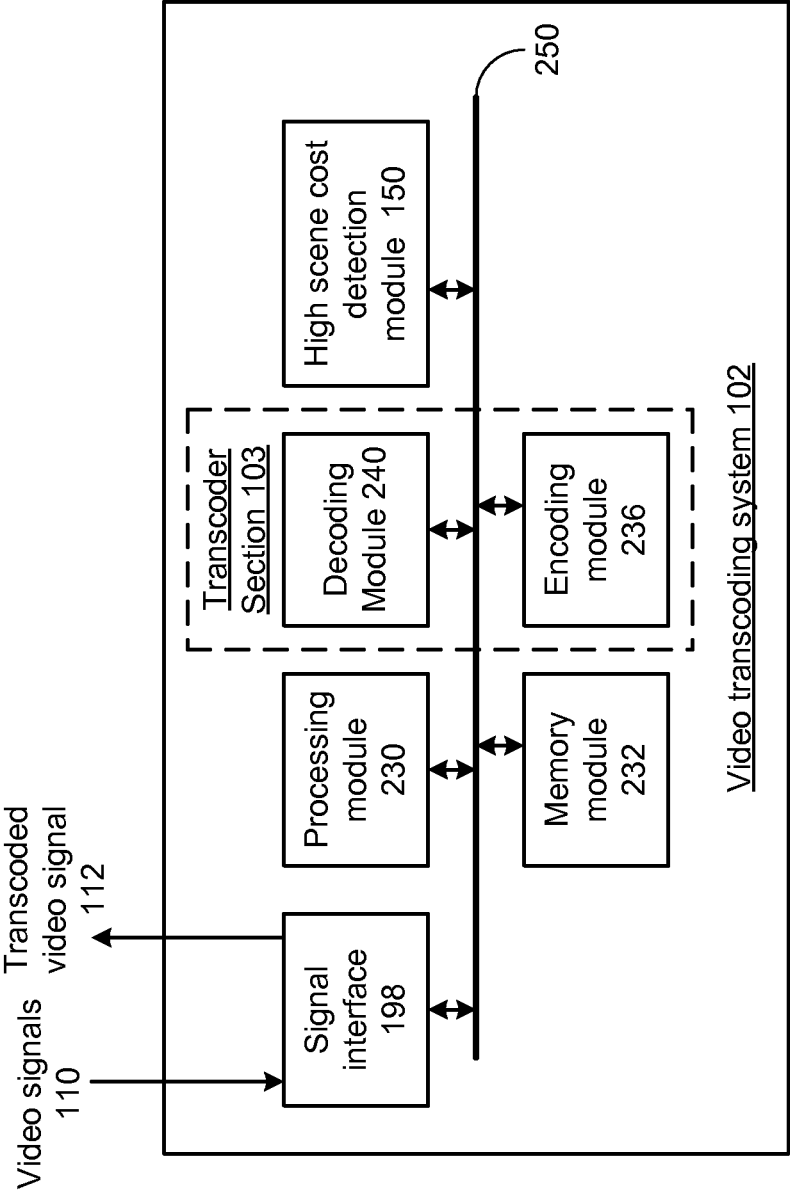 Video signals
110
Transcoded
video signal
112
Signal
interface
198
Processing
module
230
Transcoder
Section 103
Decoding
Module 240
High scene cost
detection
module 150
250
Memory
module
232
Encoding
module
236
Video transcoding system 102